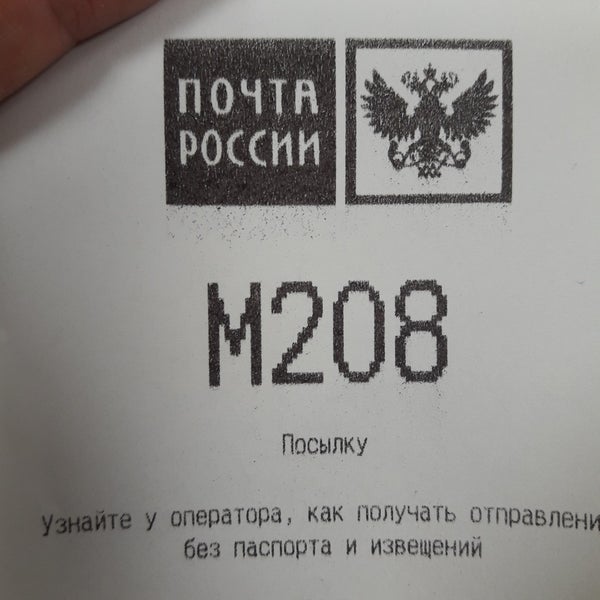 ПОЧТА
РОССИИ
М208
Посылку
Узнайте у оператора, как получать отправлени
без паспорта и извещений